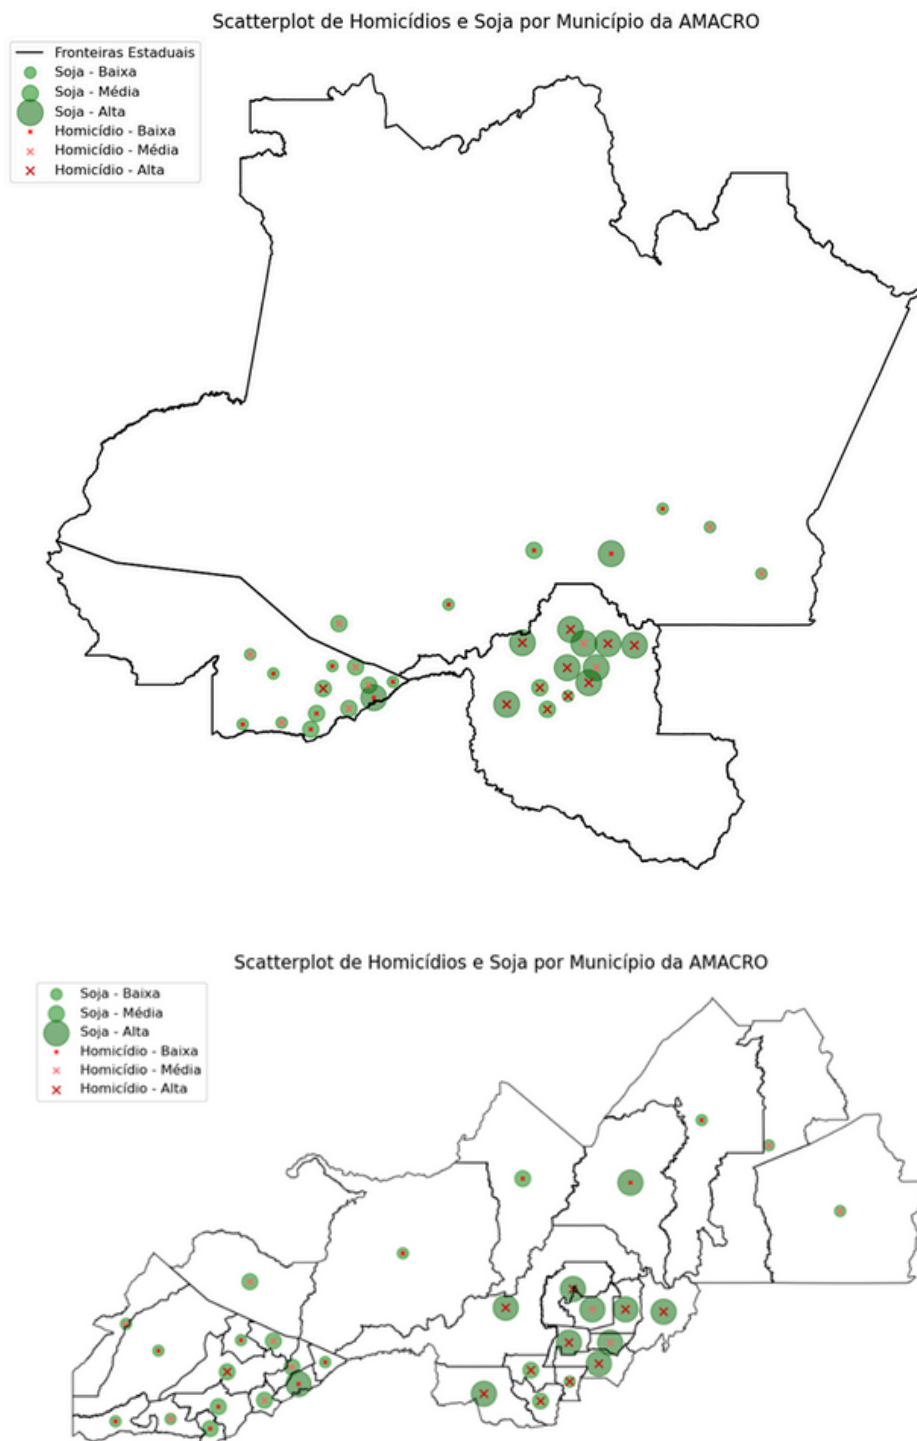 Scatterplot de Homicídios e Soja por Município da AMACRO
Fronteiras Estaduais
Soja - Baixa
Soja - Média
Soja - Alta
Homicídio - Baixa
Homicídio - Média
Homicídio - Alta
Scatterplot de Homicídios e Soja por Município da AMACRO
Soja - Baixa
Soja - Média
Soja - Alta
Homicídio - Baixa
Homicídio - Média
Homicídio - Alta